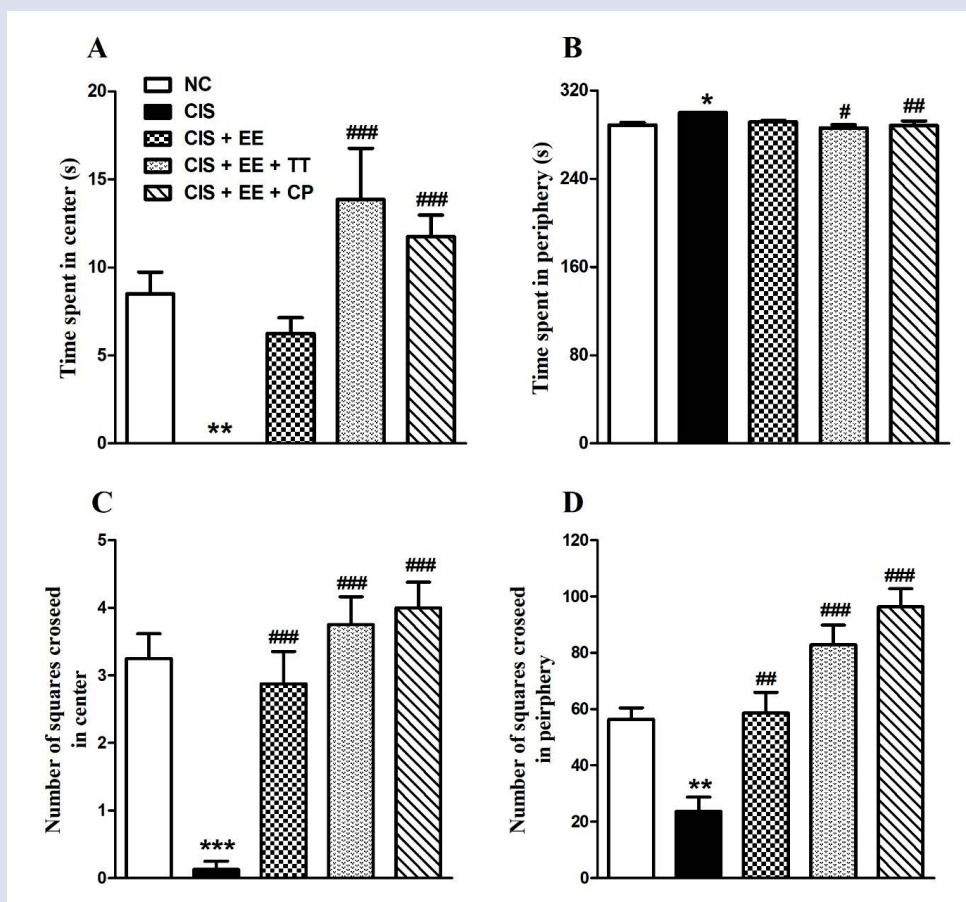 A
Time spent in center (s)
20
15
10
5
0
NC
CIS
CIS + EE
CIS + EE + TT
CIS + EE + CP
**
###
###
B
Time spent in periphery (s)
320
240
160
80
0
*
#
##
C
Number of squares croseed
in center
5
4
3
2
1
0
***
###
###
###
D
Number of squares croseed
in peirphery
120
100
80
60
40
20
0
**
##
###
###